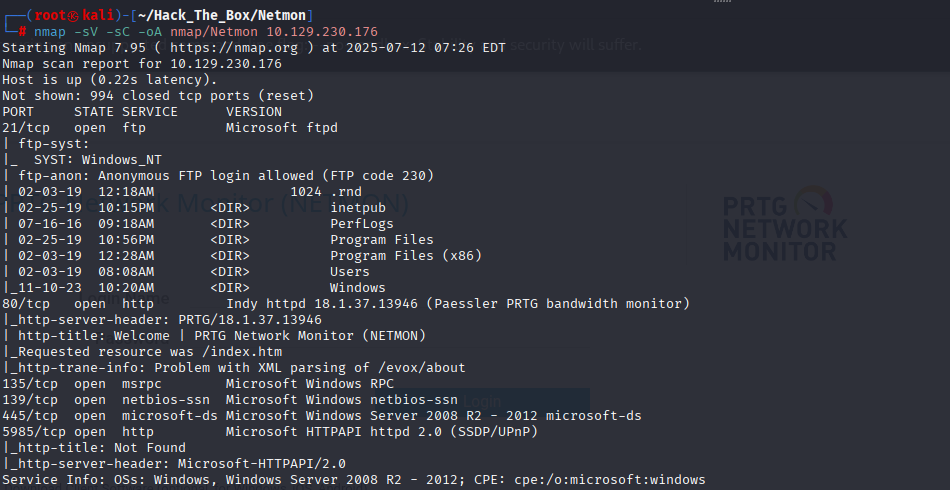 ┌──(root㉿kali)-[~/Hack_The_Box/Netmon]
└─# nmap -sV -sC -oA nmap/Netmon 10.129.230.176
Starting Nmap 7.95 ( https://nmap.org ) at 2025-07-12 07:26 EDT
security will suffer.
Nmap scan report for 10.129.230.176
Host is up (0.22s latency).
Not shown: 994 closed tcp ports (reset)
PORT     STATE SERVICE      VERSION
21/tcp   open  ftp          Microsoft ftpd
| ftp-syst:
|_  SYST: Windows_NT
| ftp-anon: Anonymous FTP login allowed (FTP code 230)
| 02-03-19  12:18AM                 1024 .rnd
| 02-25-19  10:15PM       <DIR>          inetpub
| 07-16-16  09:18AM       <DIR>          PerfLogs
| 02-25-19  10:56PM       <DIR>          Program Files
| 02-03-19  12:28AM       <DIR>          Program Files (x86)
| 02-03-19  08:08AM       <DIR>          Users
|_11-10-23  10:20AM       <DIR>          Windows
Network Monitor (NETMON)
PRTG
NETWORK
MONITOR
80/tcp   open  http         Indy httpd 18.1.37.13946 (Paessler PRTG bandwidth monitor)
|_http-server-header: PRTG/18.1.37.13946
| http-title: Welcome | PRTG Network Monitor (NETMON)
|_Requested resource was /index.htm
|_http-trane-info: Problem with XML parsing of /evox/about
135/tcp  open  msrpc        Microsoft Windows RPC
139/tcp  open  netbios-ssn  Microsoft Windows netbios-ssn
Login
445/tcp  open  microsoft-ds Microsoft Windows Server 2008 R2 - 2012 microsoft-ds
5985/tcp open  http         Microsoft HTTPAPI httpd 2.0 (SSDP/UPnP)
|_http-title: Not Found
|_http-server-header: Microsoft-HTTPAPI/2.0
Service Info: OSs: Windows, Windows Server 2008 R2 - 2012; CPE: cpe:/o:microsoft:windows